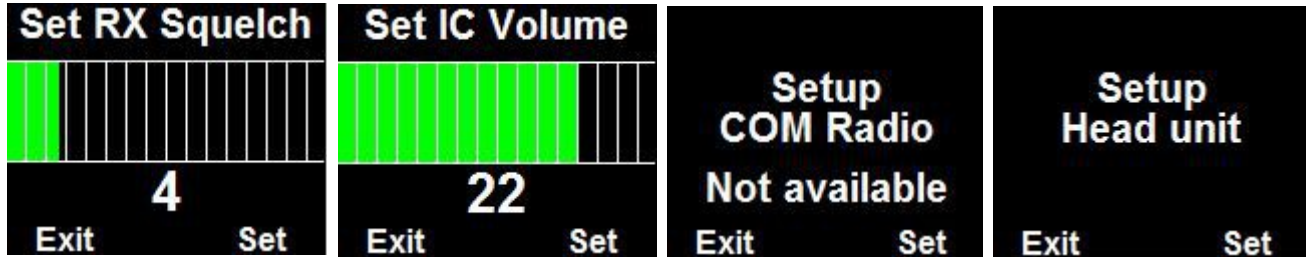 Set RX Squelch
4
Exit Set
Set IC Volume
22
Exit Set
Setup
COM Radio
Not available
Exit Set
Setup
Head unit
Exit Set